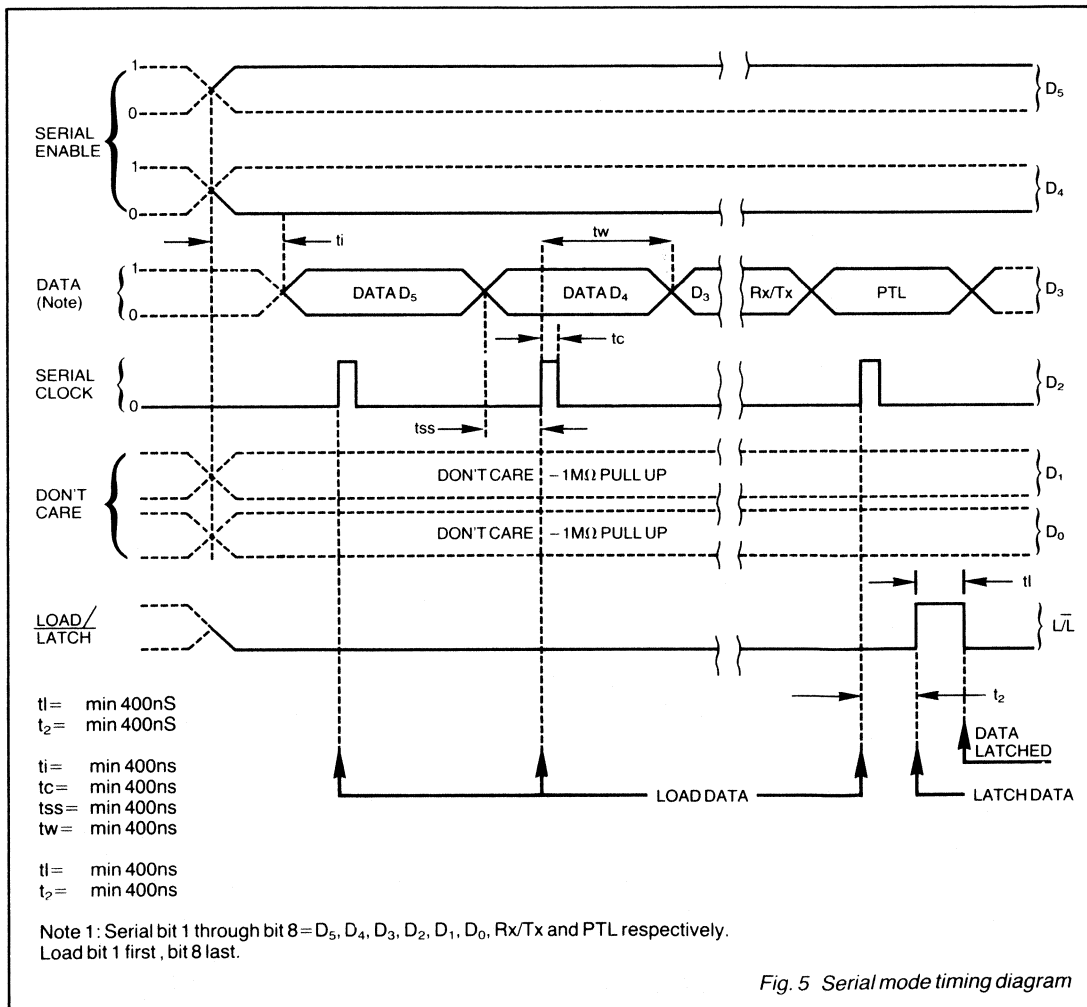 1
0
SERIAL
ENABLE
1
0
D₅
D₄
ti
tw
DATA
(Note)
1
0
DATA D₅
DATA D₄
D₃
Rx/Tx
PTL
D₃
tc
SERIAL
CLOCK
0
D₂
tss
DON'T
CARE
DON'T CARE –1MΩ PULL UP
D₁
DON'T CARE –1MΩ PULL UP
D₀
tl
LOAD/
LATCH
L/L̅
t₂
tl= min 400nS
t₂= min 400nS
ti= min 400ns
tc= min 400ns
tss= min 400ns
tw= min 400ns
tl= min 400ns
t₂= min 400ns
DATA
LATCHED
LOAD DATA
LATCH DATA
Note 1: Serial bit 1 through bit 8=D₅, D₄, D₃, D₂, D₁, D₀, Rx/Tx and PTL respectively.
Load bit 1 first, bit 8 last.
Fig. 5 Serial mode timing diagram